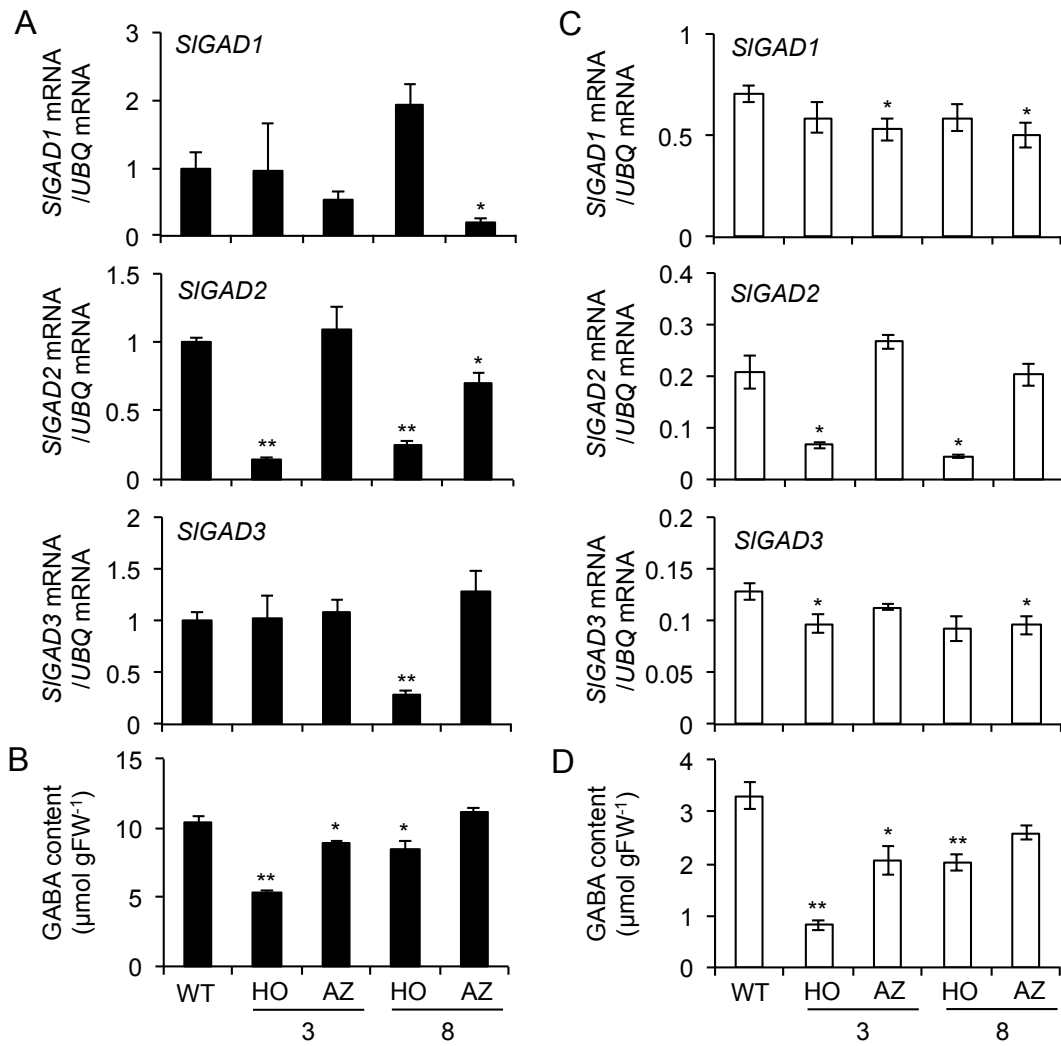 A
SlGAD1
SlGAD1 mRNA
/UBQ mRNA
3
2
1
0
*
SlGAD2
SlGAD2 mRNA
/UBQ mRNA
1.5
1
0.5
0
**
**
*
SlGAD3
SlGAD3 mRNA
/UBQ mRNA
2
1.5
1
0.5
0
**
B
GABA content
(µmol gFW-1)
15
10
5
0
**
*
*
WT HO AZ HO AZ
3 8
C
SlGAD1
SlGAD1 mRNA
/UBQ mRNA
1
0.5
0
*
*
SlGAD2
SlGAD2 mRNA
/UBQ mRNA
0.4
0.3
0.2
0.1
0
*
*
SlGAD3
SlGAD3 mRNA
/UBQ mRNA
0.2
0.15
0.1
0.05
0
*
*
D
GABA content
(µmol gFW-1)
4
3
2
1
0
**
*
**
WT HO AZ HO AZ
3 8